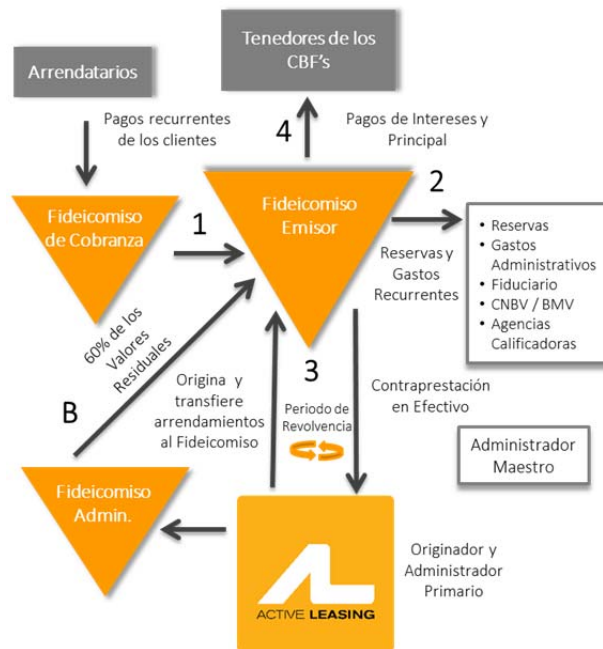 Arrendatarios
Tenedores de los
CBF's
Pagos recurrentes
de los clientes
4
Pagos de Intereses y
Principal
Fideicomiso
de Cobranza
1
Fideicomiso
Emisor
2
Reservas y
Gastos
Recurrentes
• Reservas
• Gastos
Administrativos
• Fiduciario
• CNBV / BMV
• Agencias
Calificadoras
60% de los
Valores
Residuales
B
Origina y
transfiere
arrendamientos
al Fideicomiso
3
Periodo de
Revolvencia
Contraprestación
en Efectivo
Administrador
Maestro
Fideicomiso
Admin.
ACTIVE LEASING
Originador y
Administrador
Primario